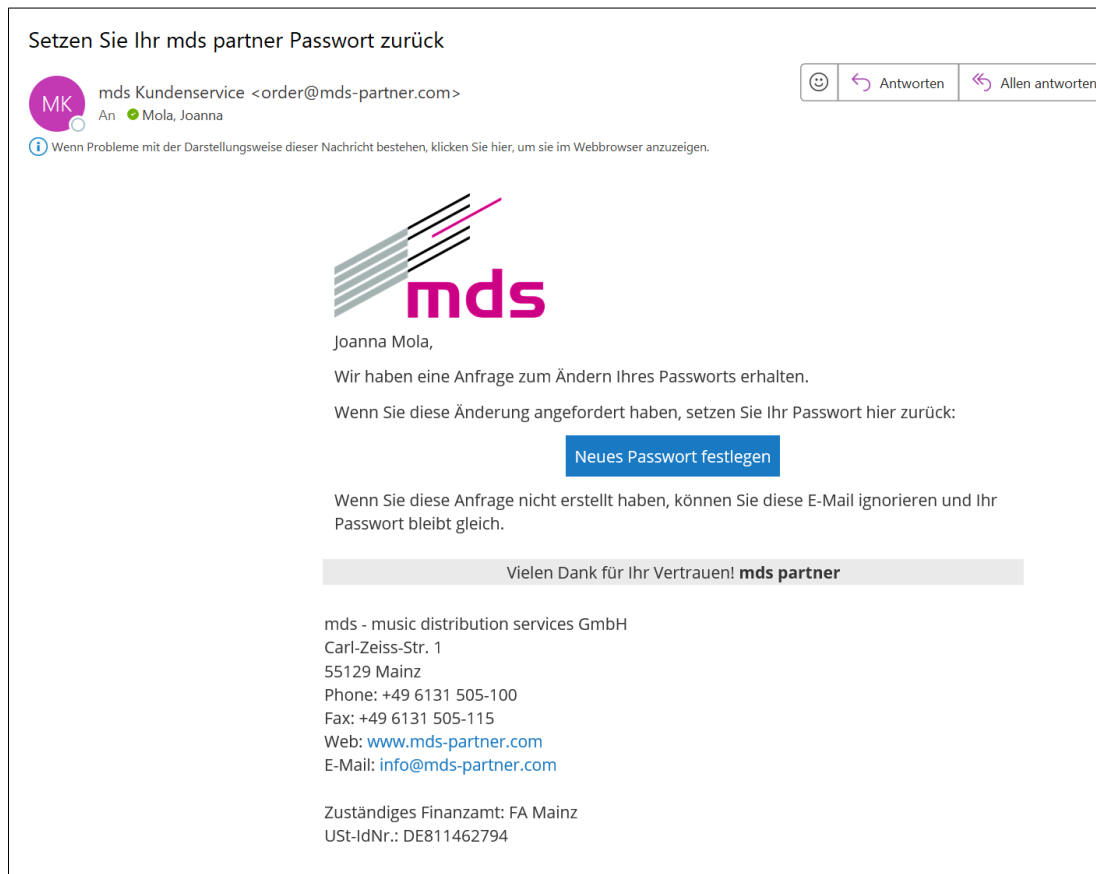 Setzen Sie Ihr mds partner Passwort zurück
MK
mds Kundenservice <order@mds-partner.com>
An Mola, Joanna
Antworten
Allen antworten
Wenn Probleme mit der Darstellungsweise dieser Nachricht bestehen, klicken Sie hier, um sie im Webbrowser anzuzeigen.
mds
Joanna Mola,
Wir haben eine Anfrage zum Ändern Ihres Passworts erhalten.
Wenn Sie diese Änderung angefordert haben, setzen Sie Ihr Passwort hier zurück:
Neues Passwort festlegen
Wenn Sie diese Anfrage nicht erstellt haben, können Sie diese E-Mail ignorieren und Ihr
Passwort bleibt gleich.
Vielen Dank für Ihr Vertrauen! mds partner
mds - music distribution services GmbH
Carl-Zeiss-Str. 1
55129 Mainz
Phone: +49 6131 505-100
Fax: +49 6131 505-115
Web: www.mds-partner.com
E-Mail: info@mds-partner.com
Zuständiges Finanzamt: FA Mainz
USt-IdNr.: DE811462794